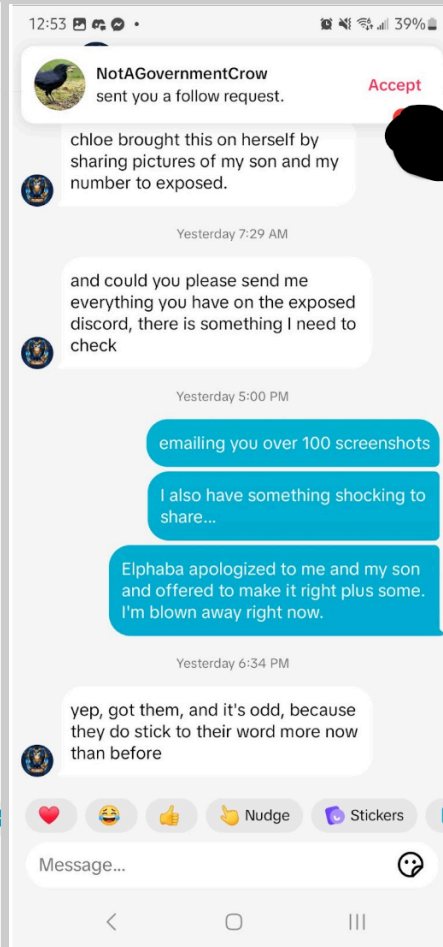 12:53
39%
NotAGovernmentCrow
sent you a follow request.
Accept
chloe brought this on herself by
sharing pictures of my son and my
number to exposed.
Yesterday 7:29 AM
and could you please send me
everything you have on the exposed
discord, there is something I need to
check
Yesterday 5:00 PM
emailing you over 100 screenshots
I also have something shocking to
share...
Elphaba apologized to me and my son
and offered to make it right plus some.
I'm blown away right now.
Yesterday 6:34 PM
yep, got them, and it's odd, because
they do stick to their word more now
than before
Nudge
Stickers
Message...